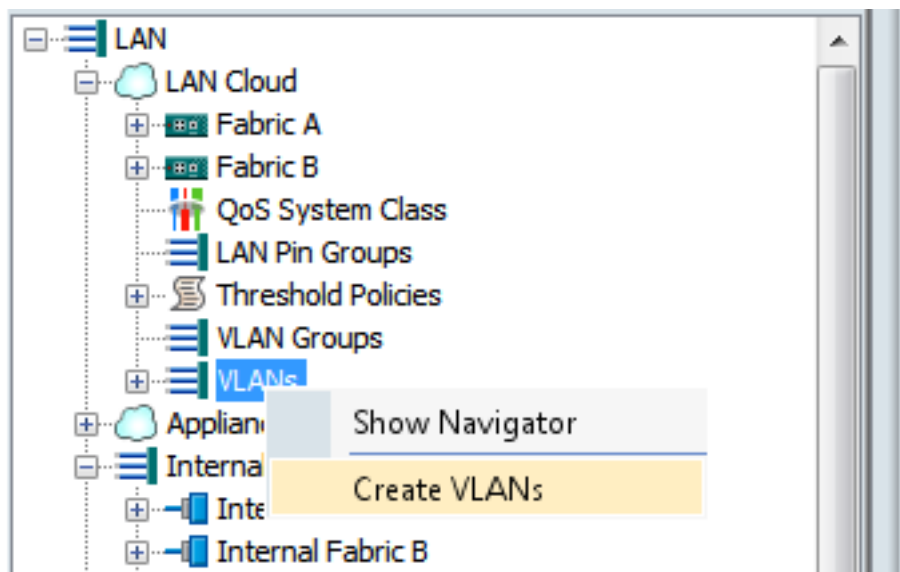 LAN
LAN Cloud
Fabric A
Fabric B
QoS System Class
LAN Pin Groups
Threshold Policies
VLAN Groups
VLANs
Show Navigator
Create VLANs
Internal Fabric B